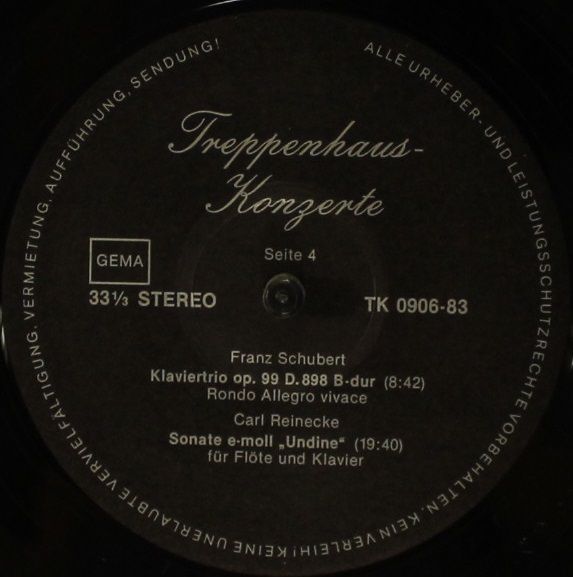 ALLE URHEBER- UND LEISTUNGSSCHUTZRECHTE VORBEHALTEN. KEIN VERLEIH! KEINE UNERLAUBTE VERVIELFÄLTIGUNG, VERMIETUNG, AUFFÜHRUNG, SENDUNG!
Treppenhaus-
Konzerte
Seite 4
GEMA
33 1/3 STEREO
TK 0906-83
Franz Schubert
Klaviertrio op. 99 D. 898 B-dur (8:42)
Rondo Allegro vivace
Carl Reinecke
Sonate e-moll „Undine“ (19:40)
für Flöte und Klavier